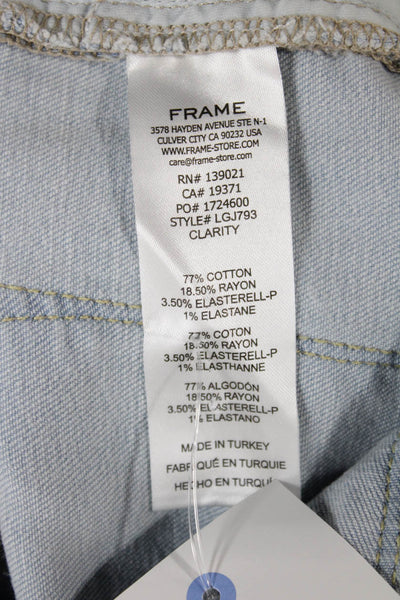 FRAME
3578 HAYDEN AVENUE STE N-1
CULVER CITY CA 90232 USA
WWW.FRAME-STORE.COM
care@frame-store.com
RN# 139021
CA# 19371
PO# 1724600
STYLE# LGJ793
CLARITY
77% COTTON
18.50% RAYON
3.50% ELASTERELL-P
1% ELASTANE
77% COTON
18.50% RAYON
3.50% ELASTERELL-P
1% ELASTHANNE
77% ALGODÓN
18.50% RAYON
3.50% ELASTERELL-P
1% ELASTANO
MADE IN TURKEY
FABRIQUÉ EN TURQUIE
HECHO EN TURQUIE